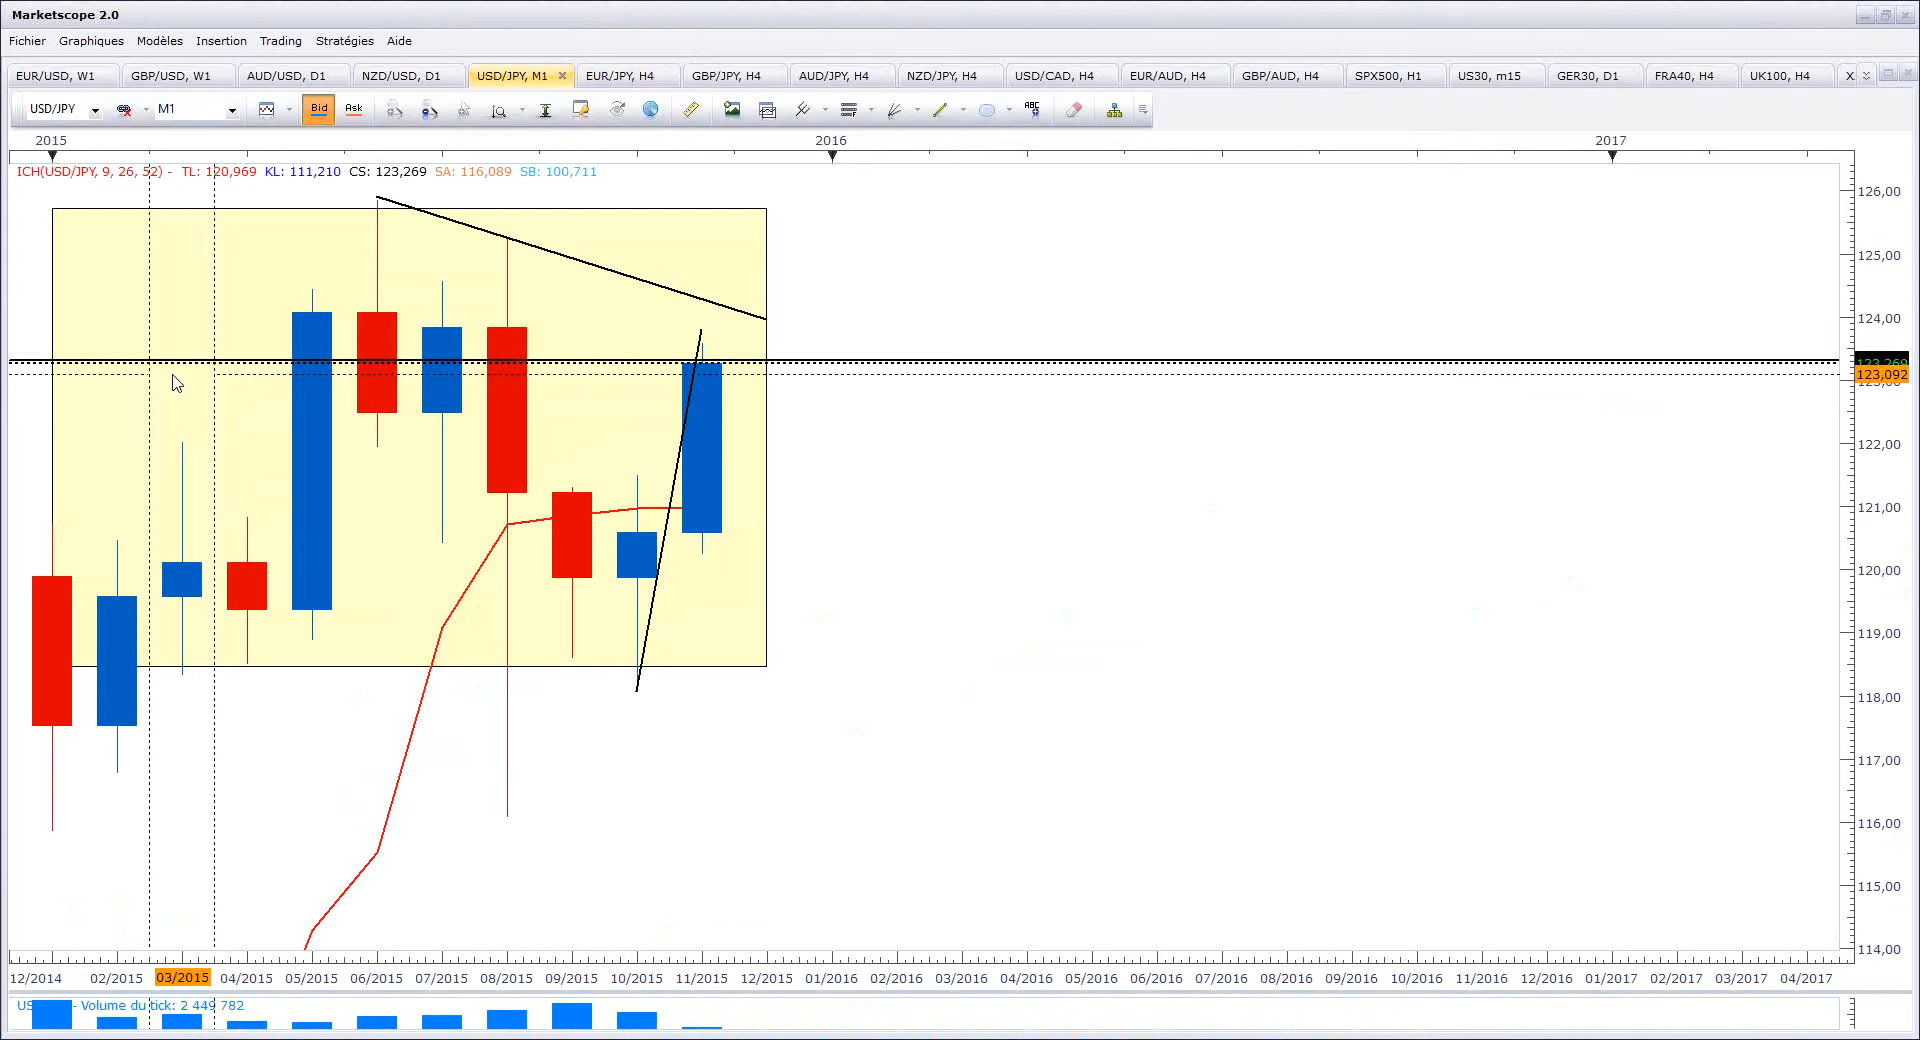 Marketscope 2.0
Fichier Graphiques Modèles Insertion Trading Stratégies Aide
EUR/USD, W1 GBP/USD, W1 AUD/USD, D1 NZD/USD, D1 USD/JPY, M1 EUR/JPY, H4 GBP/JPY, H4 AUD/JPY, H4 NZD/JPY, H4 USD/CAD, H4 EUR/AUD, H4 GBP/AUD, H4 SPX500, H1 US30, m15 GER30, D1 FRA40, H4 UK100, H4 X
USD/JPY M1 Bid Ask ABC
2015 2016 2017
ICH(USD/JPY, 9, 26, 52) - TL: 120,969 KL: 111,210 CS: 123,269 SA: 116,089 SB: 100,711
126,00
125,00
124,00
123,269
123,092
122,00
121,00
120,00
119,00
118,00
117,00
116,00
115,00
114,00
12/2014 02/2015 03/2015 04/2015 05/2015 06/2015 07/2015 08/2015 09/2015 10/2015 11/2015 12/2015 01/2016 02/2016 03/2016 04/2016 05/2016 06/2016 07/2016 08/2016 09/2016 10/2016 11/2016 12/2016 01/2017 02/2017 03/2017 04/2017
US - Volume du tick: 2 449 782